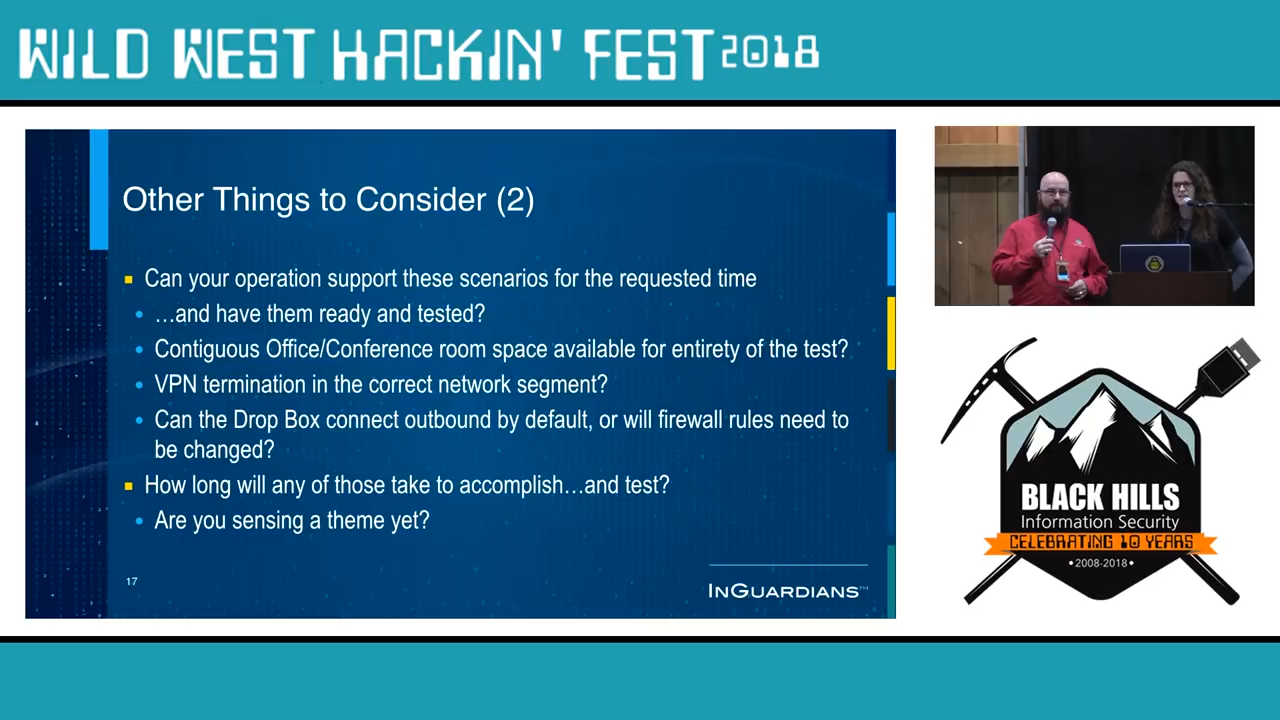 WILD WEST HACKIN' FEST 2018
Other Things to Consider (2)
Can your operation support these scenarios for the requested time
…and have them ready and tested?
Contiguous Office/Conference room space available for entirety of the test?
VPN termination in the correct network segment?
Can the Drop Box connect outbound by default, or will firewall rules need to
be changed?
How long will any of those take to accomplish…and test?
Are you sensing a theme yet?
17
INGUARDIANS™
BLACK HILLS
Information Security
CELEBRATING 10 YEARS
•2008-2018•